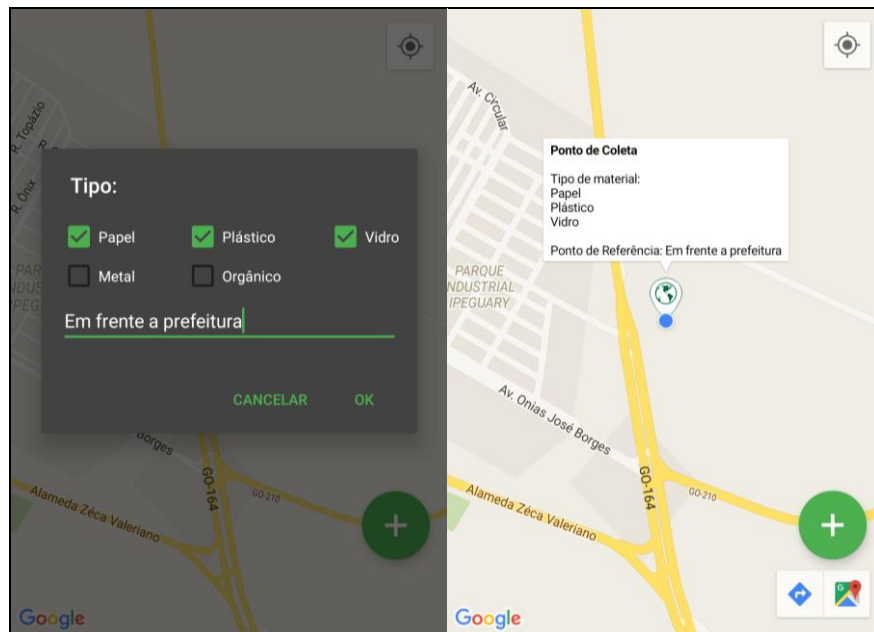 R. Topázio
R. Ônix
Tipo:
Papel
Plástico
Vidro
Metal
Orgânico
Em frente a prefeitura
CANCELAR
OK
Borges
GO-164
GO-210
Alameda Zéca Valeriano
Google
Av. Circular
Ponto de Coleta
Tipo de material:
Papel
Plástico
Vidro
Ponto de Referência: Em frente a prefeitura
PARQUE
INDUSTRIAL
IPEGUARY
Av. Onias José Borges
GO-164
GO-210
Alameda Zéca Valeriano
Google